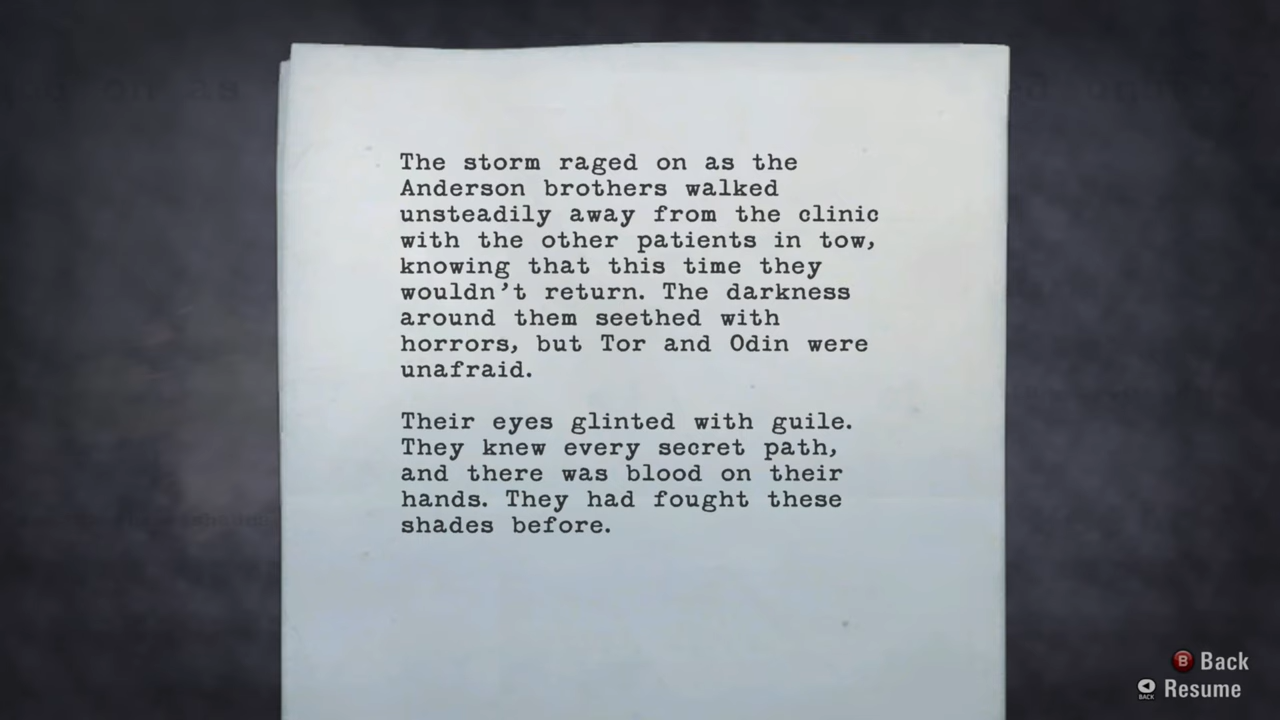 The storm raged on as the
Anderson brothers walked
unsteadily away from the clinic
with the other patients in tow,
knowing that this time they
wouldn't return. The darkness
around them seethed with
horrors, but Tor and Odin were
unafraid.
Their eyes glinted with guile.
They knew every secret path,
and there was blood on their
hands. They had fought these
shades before.
B Back
BACK Resume